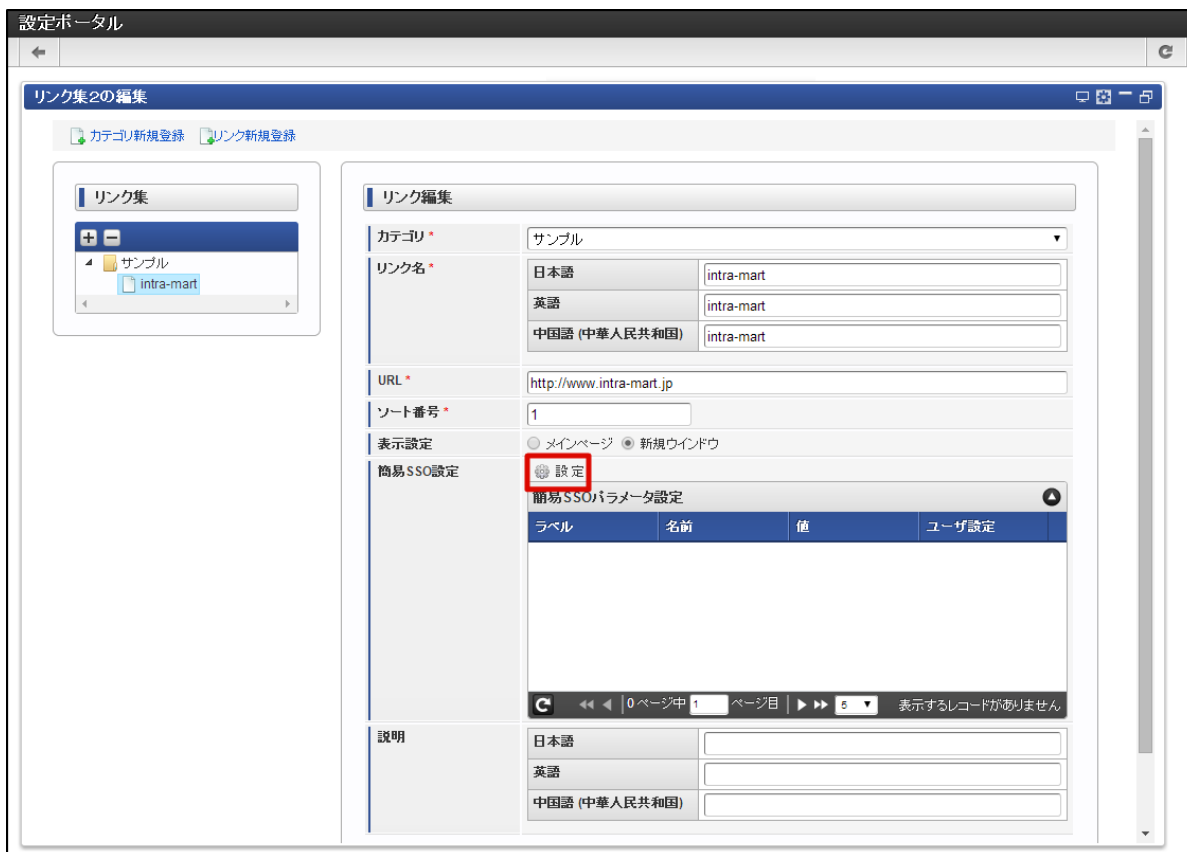 設定ポータル
リンク集2の編集
カテゴリ新規登録 リンク新規登録
リンク集
サンプル
intra-mart
リンク編集
カテゴリ * サンプル
リンク名 * 日本語 intra-mart
英語 intra-mart
中国語 (中華人民共和国) intra-mart
URL * http://www.intra-mart.jp
ソート番号 * 1
表示設定 メインページ 新規ウインドウ
簡易SSO設定 設定
簡易SSOパラメータ設定
ラベル 名前 値 ユーザ設定
0 ページ中 1 ページ目 5 表示するレコードがありません
説明 日本語
英語
中国語 (中華人民共和国)